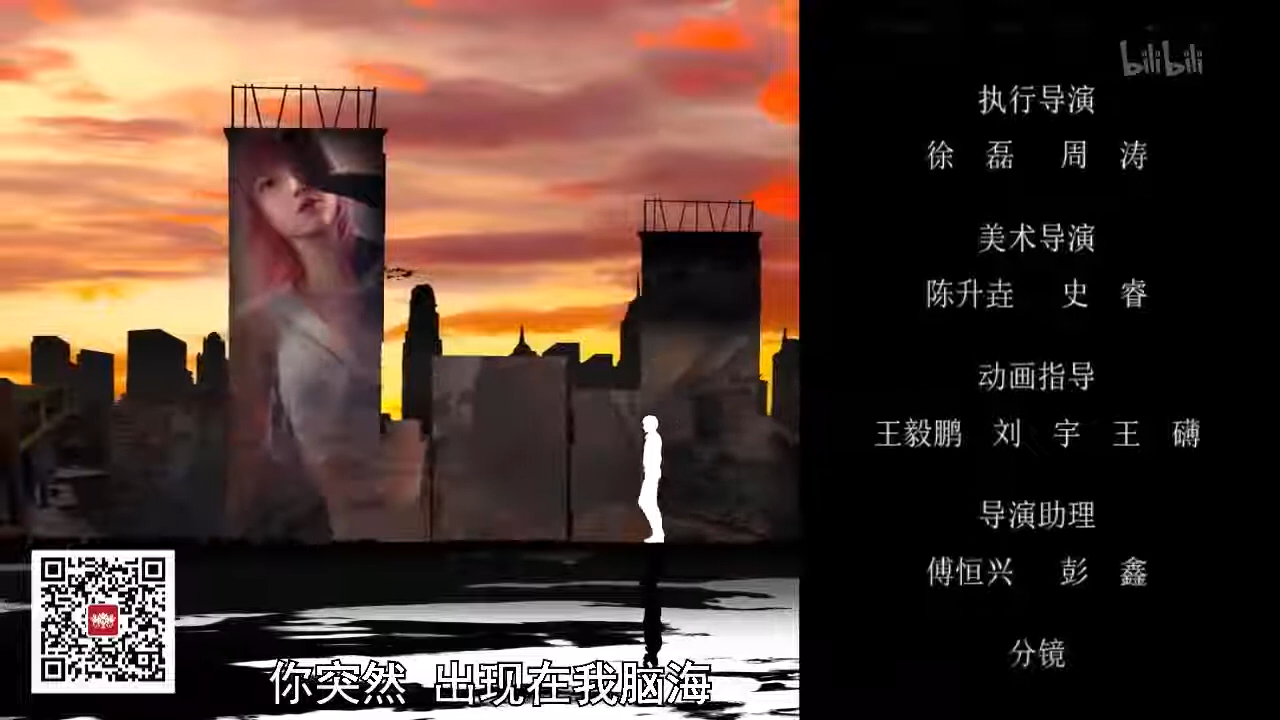 bilibili
执行导演
徐 磊 周 涛
美术导演
陈升垚 史 睿
动画指导
王毅鹏 刘 宇 王 礴
导演助理
傅恒兴 彭 鑫
分镜
你突然 出现在我脑海